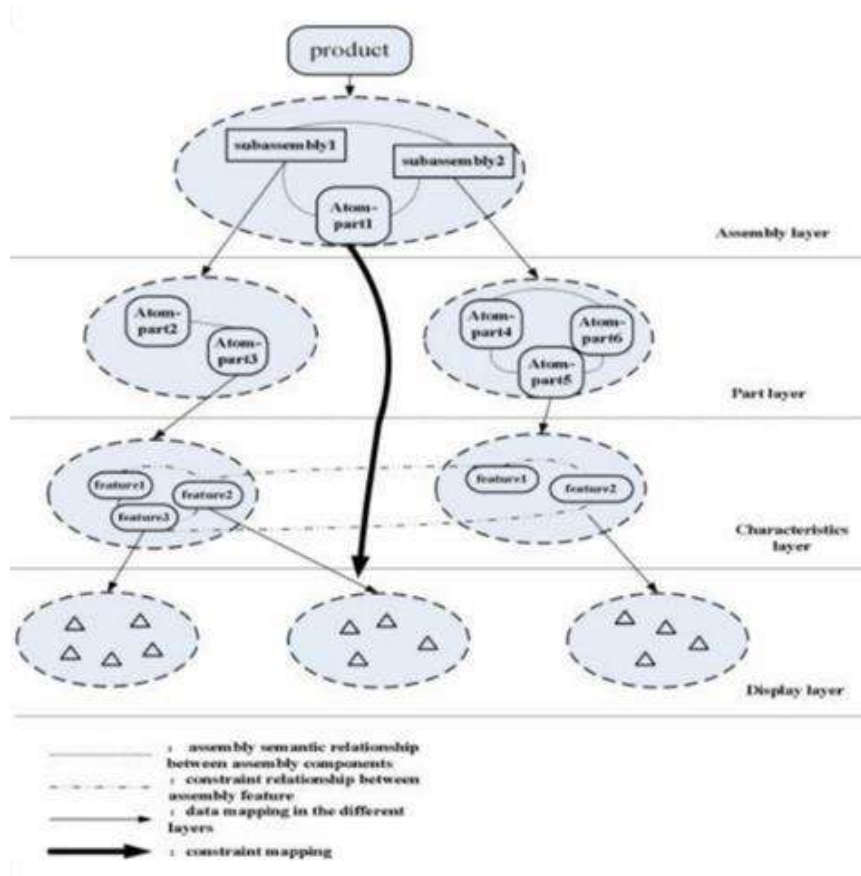 product
subassembly1
subassembly2
Atom-
part1
Assembly layer
Atom-
part2
Atom-
part3
Atom-
part4
Atom-
part6
Atom-
part5
Part layer
feature1
feature2
feature3
feature1
feature2
Characteristics
layer
Display layer
: assembly semantic relationship
between assembly components
: constraint relationship between
assembly feature
: data mapping in the different
layers
: constraint mapping